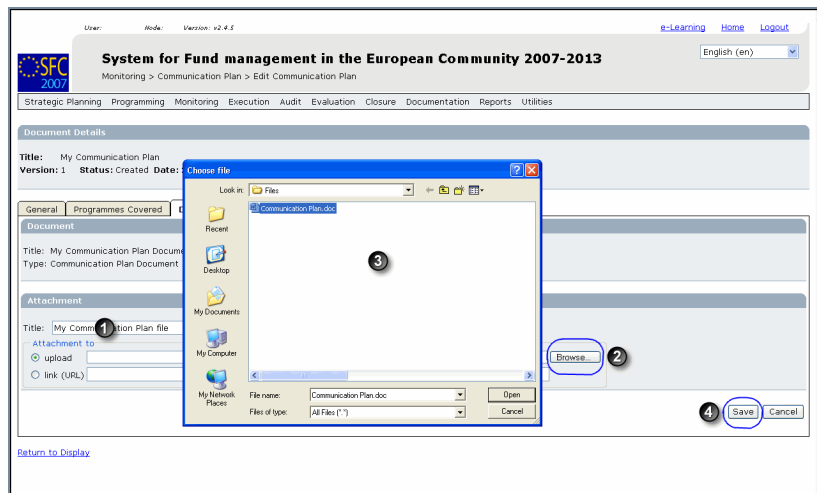 User: Node: Version: v2.4.5 e-Learning Home Logout
SFC 2007
System for Fund management in the European Community 2007-2013
English (en)
Monitoring > Communication Plan > Edit Communication Plan
Strategic Planning Programming Monitoring Execution Audit Evaluation Closure Documentation Reports Utilities
Document Details
Title: My Communication Plan
Version: 1 Status: Created Date:
General Programmes Covered
Document
Title: My Communication Plan Docume
Type: Communication Plan Document
Attachment
Title: My Comm 1 tion Plan file
Attachment to
upload
Browse... 2
link (URL)
4 Save Cancel
Return to Display
Choose file
Look in: Files
Communication Plan.doc
3
Recent
Desktop
My Documents
My Computer
My Network
Places
File name: Communication Plan.doc Open
Files of type: All Files (*.*) Cancel